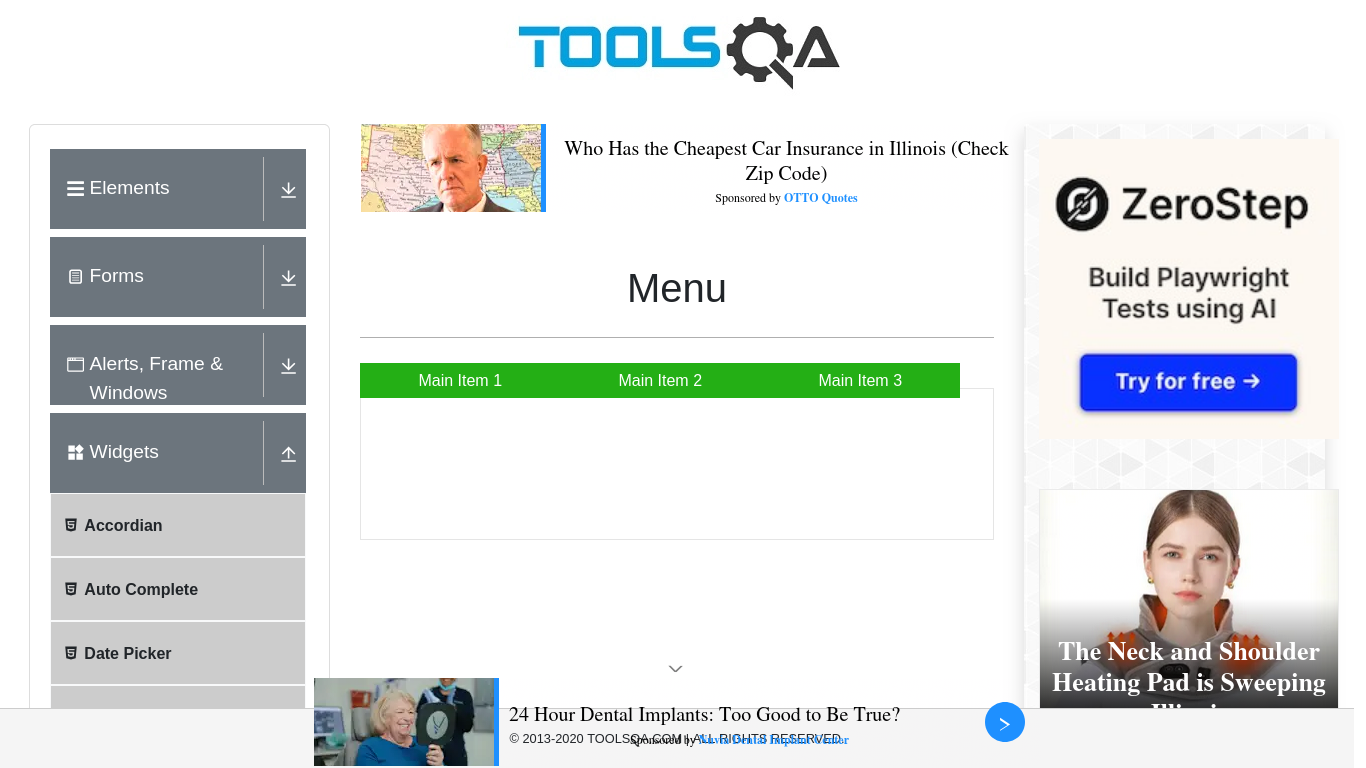 TOOLSQA
Elements
Forms
Alerts, Frame &
Windows
Widgets
Accordian
Auto Complete
Date Picker
Who Has the Cheapest Car Insurance in Illinois (Check
Zip Code)
Sponsored by OTTO Quotes
Menu
Main Item 1
Main Item 2
Main Item 3
ZeroStep
Build Playwright
Tests using AI
Try for free →
The Neck and Shoulder
Heating Pad is Sweeping
24 Hour Dental Implants: Too Good to Be True?
© 2013-2020 TOOLSQA.COM | ALL RIGHTS RESERVED.
Sponsored by Dental Implant Center